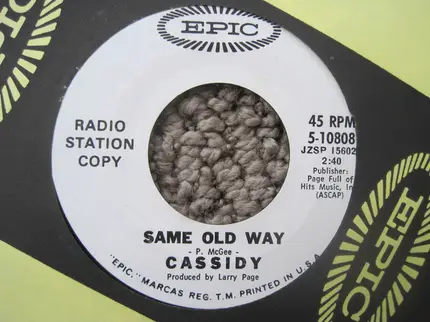 EPIC
RADIO
STATION
COPY
45 RPM
5-10808
JZSP 15602
2:40
Publisher:
Page Full of
Hits Music, In
(ASCAP)
SAME OLD WAY
- P. McGee -
CASSIDY
Produced by Larry Page
"EPIC," MARCAS REG. T.M. PRINTED IN U.S.A.
EPIC
EPIC